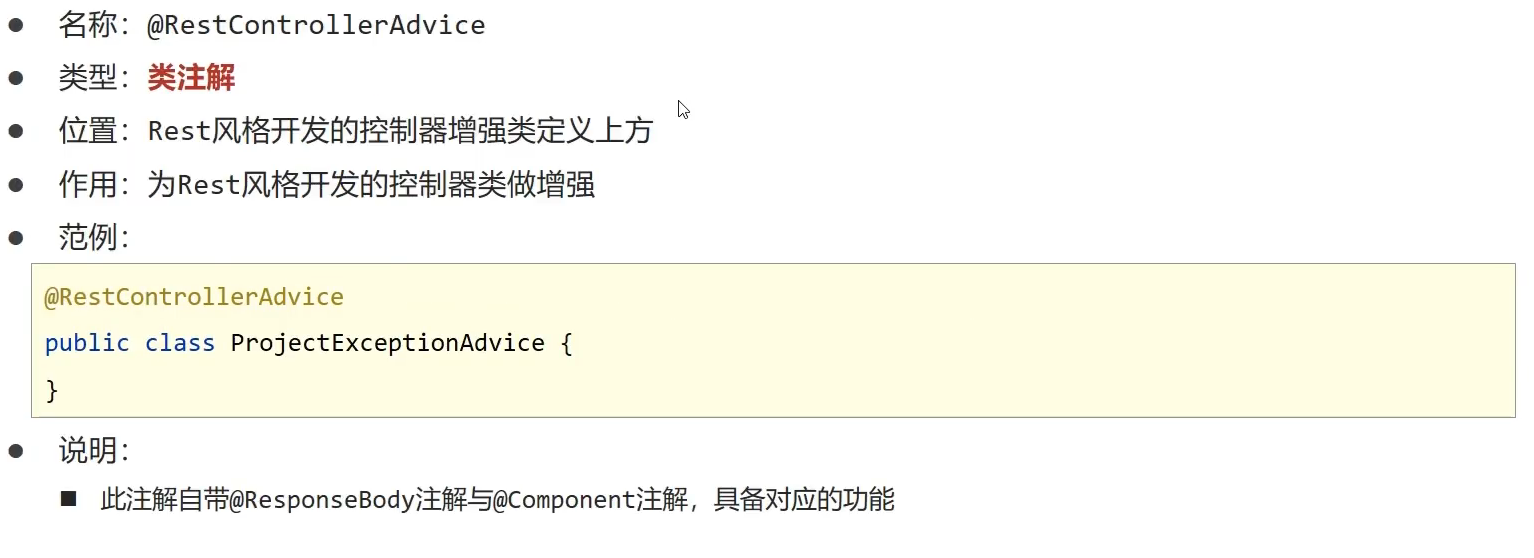 名称：@RestControllerAdvice
类型：类注解
位置：Rest风格开发的控制器增强类定义上方
作用：为Rest风格开发的控制器类做增强
范例：
@RestControllerAdvice
public class ProjectExceptionAdvice {
}
说明：
此注解自带@ResponseBody注解与@Component注解，具备对应的功能